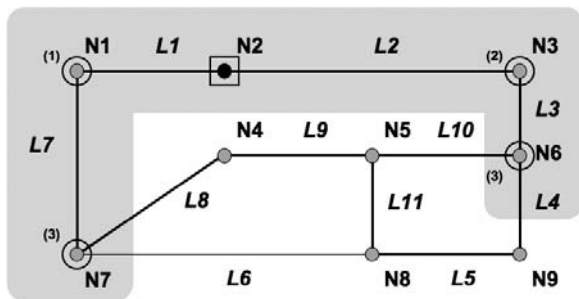 N1 L1 N2 L2 N3
(1) (2)
L7 L3
N4 L9 N5 L10 N6
(3)
L8 L11 L4
(3)
N7 L6 N8 L5 N9